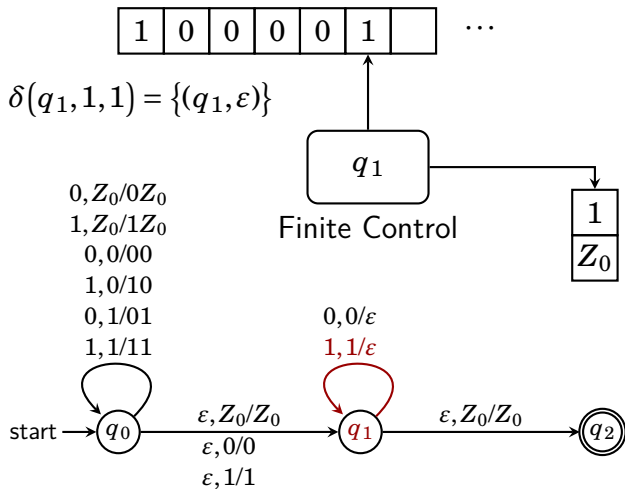 1 0 0 0 0 1 ⋯
δ(q₁, 1, 1) = {(q₁, ε)}
q₁
Finite Control
1
Z₀
0, Z₀/0Z₀
1, Z₀/1Z₀
0, 0/00
1, 0/10
0, 1/01
1, 1/11
0, 0/ε
1, 1/ε
start
q₀
ε, Z₀/Z₀
ε, 0/0
ε, 1/1
q₁
ε, Z₀/Z₀
q₂